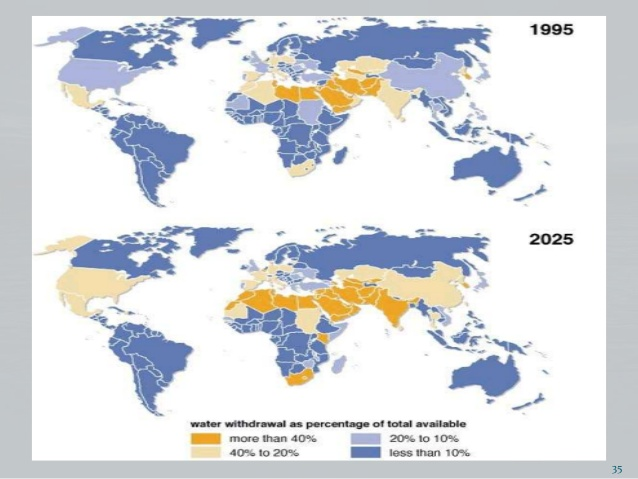 1995
2025
water withdrawal as percentage of total available
more than 40%
20% to 10%
40% to 20%
less than 10%
35